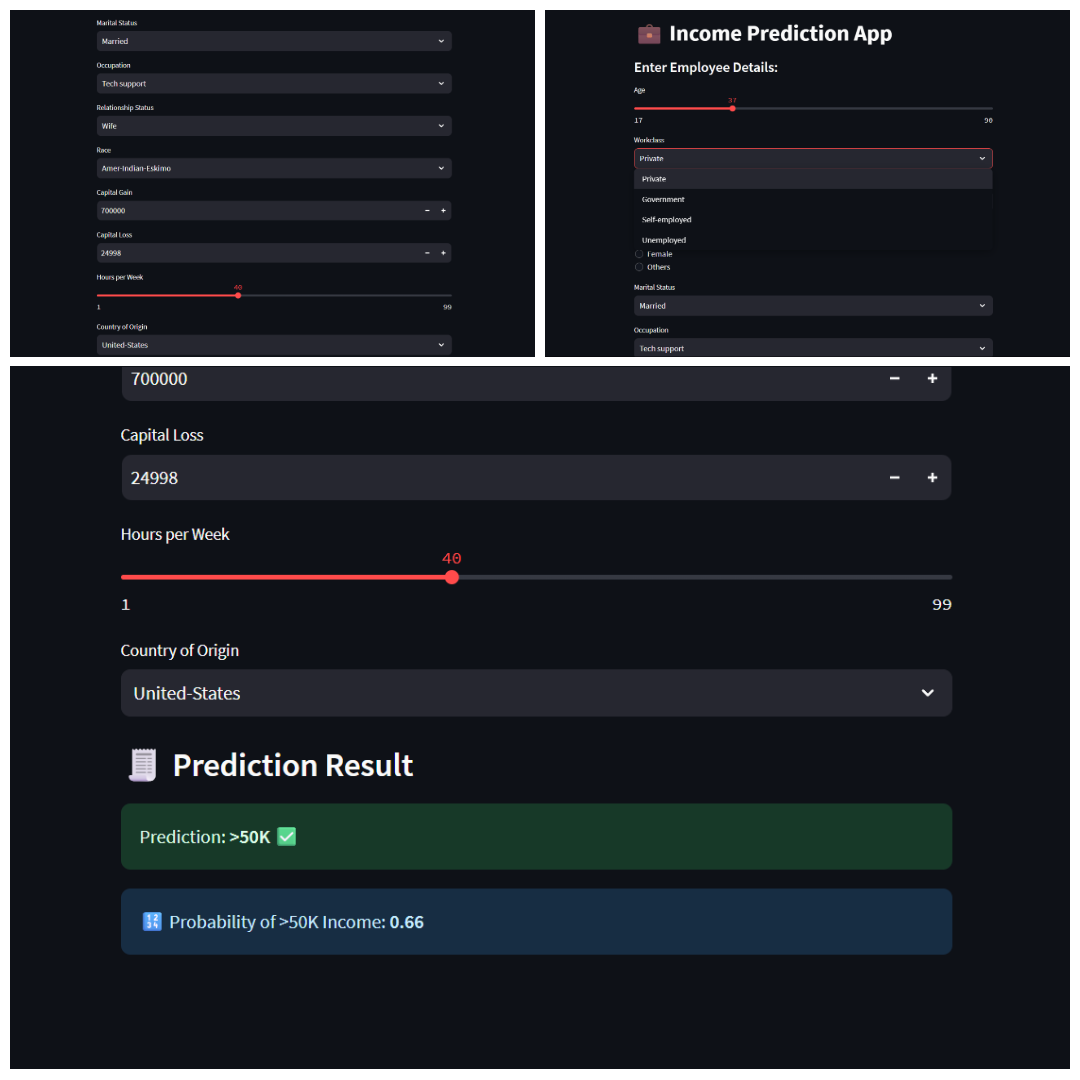 Marital Status
Married
Occupation
Tech support
Relationship Status
Wife
Race
Amer-Indian-Eskimo
Capital Gain
700000
Capital Loss
24998
Hours per Week
40
1 99
Country of Origin
United-States
Income Prediction App
Enter Employee Details:
Age
37
17 90
Workclass
Private
Private
Government
Self-employed
Unemployed
Female
Others
Marital Status
Married
Occupation
Tech support
700000
Capital Loss
24998
Hours per Week
40
1 99
Country of Origin
United-States
Prediction Result
Prediction: >50K ✅
🔢 Probability of >50K Income: 0.66